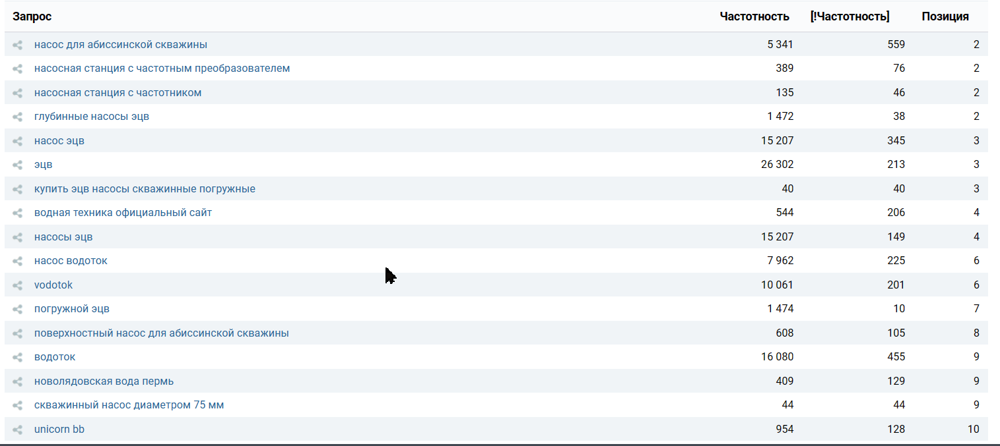 Запрос Частотность [!Частотность] Позиция
насос для абиссинской скважины 5 341 559 2
насосная станция с частотным преобразователем 389 76 2
насосная станция с частотником 135 46 2
глубинные насосы эцв 1 472 38 2
насос эцв 15 207 345 3
эцв 26 302 213 3
купить эцв насосы скважинные погружные 40 40 3
водная техника официальный сайт 544 206 4
насосы эцв 15 207 149 4
насос водоток 7 962 225 6
vodotok 10 061 201 6
погружной эцв 1 474 10 7
поверхностный насос для абиссинской скважины 608 105 8
водоток 16 080 455 9
новолядовская вода пермь 409 129 9
скважинный насос диаметром 75 мм 44 44 9
unicorn bb 954 128 10